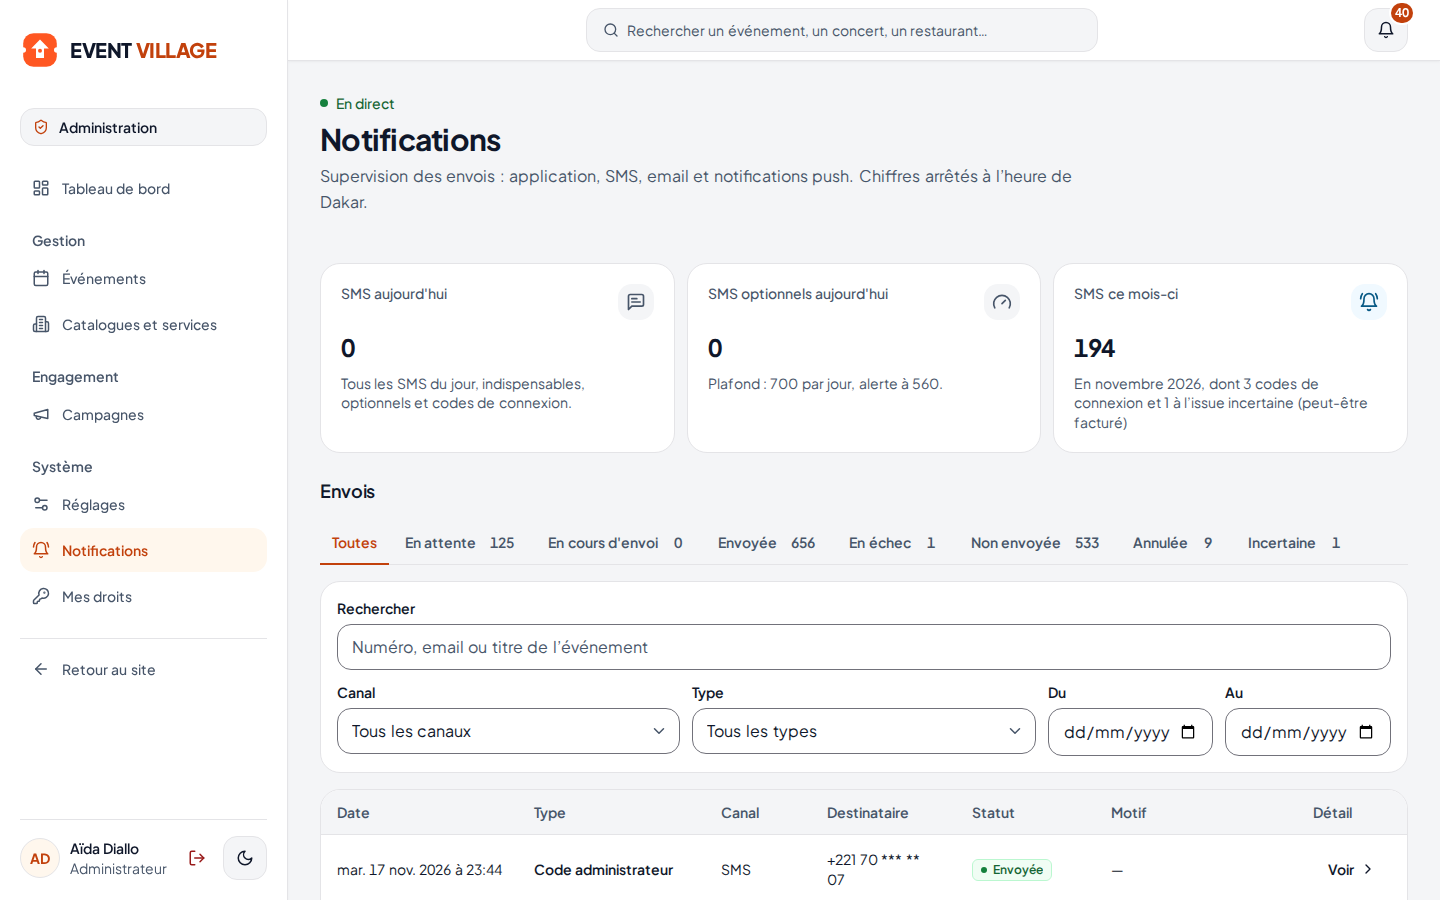 EVENT VILLAGE
Rechercher un événement, un concert, un restaurant…
40
Administration
Tableau de bord
Gestion
Événements
Catalogues et services
Engagement
Campagnes
Système
Réglages
Notifications
Mes droits
Retour au site
AD
Aïda Diallo
Administrateur
En direct
Notifications
Supervision des envois : application, SMS, email et notifications push. Chiffres arrêtés à l'heure de
Dakar.
SMS aujourd'hui
0
Tous les SMS du jour, indispensables,
optionnels et codes de connexion.
SMS optionnels aujourd'hui
0
Plafond : 700 par jour, alerte à 560.
SMS ce mois-ci
194
En novembre 2026, dont 3 codes de
connexion et 1 à l'issue incertaine (peut-être
facturé)
Envois
Toutes En attente 125 En cours d'envoi 0 Envoyée 656 En échec 1 Non envoyée 533 Annulée 9 Incertaine 1
Rechercher
Numéro, email ou titre de l'événement
Canal Type Du Au
Tous les canaux Tous les types dd/mm/yyyy dd/mm/yyyy
Date Type Canal Destinataire Statut Motif Détail
mar. 17 nov. 2026 à 23:44 Code administrateur SMS +221 70 *** ** 07 Envoyée — Voir